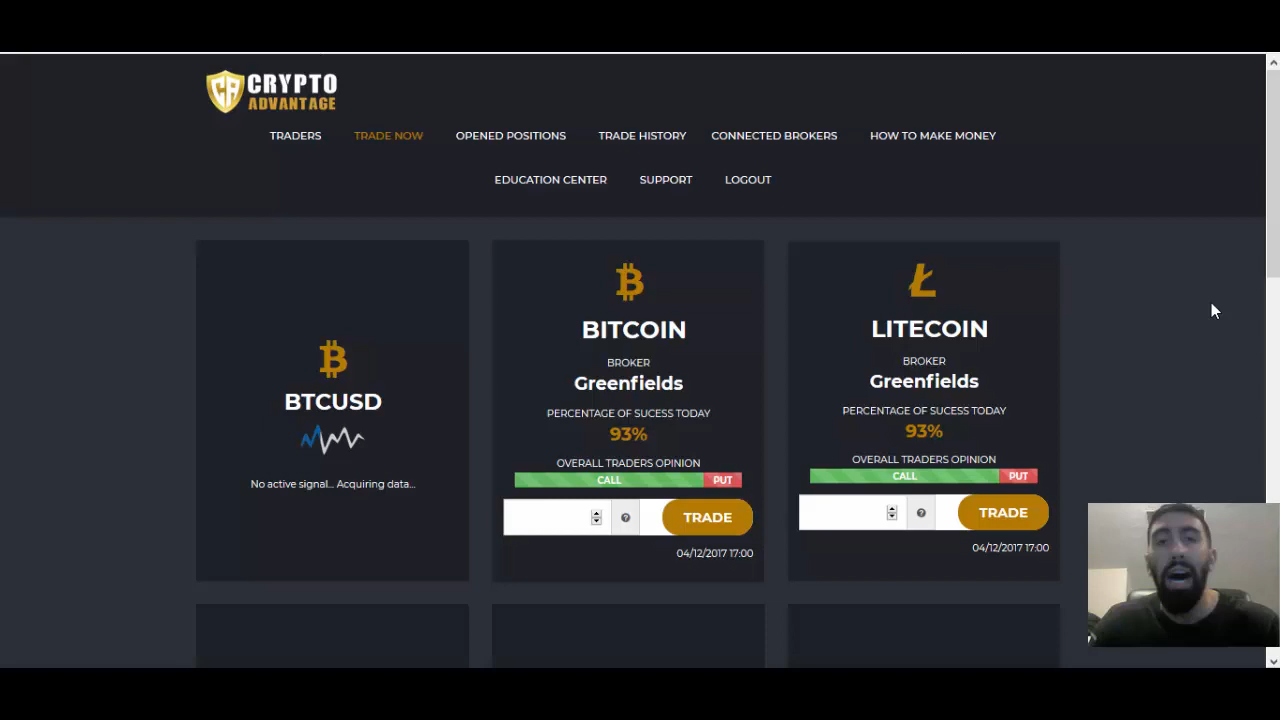 CRYPTO
ADVANTAGE
TRADERS TRADE NOW OPENED POSITIONS TRADE HISTORY CONNECTED BROKERS HOW TO MAKE MONEY
EDUCATION CENTER SUPPORT LOGOUT
BTCUSD
No active signal... Acquiring data...
BITCOIN
BROKER
Greenfields
PERCENTAGE OF SUCESS TODAY
93%
OVERALL TRADERS OPINION
CALL PUT
TRADE
04/12/2017 17:00
LITECOIN
BROKER
Greenfields
PERCENTAGE OF SUCESS TODAY
93%
OVERALL TRADERS OPINION
CALL PUT
TRADE
04/12/2017 17:00